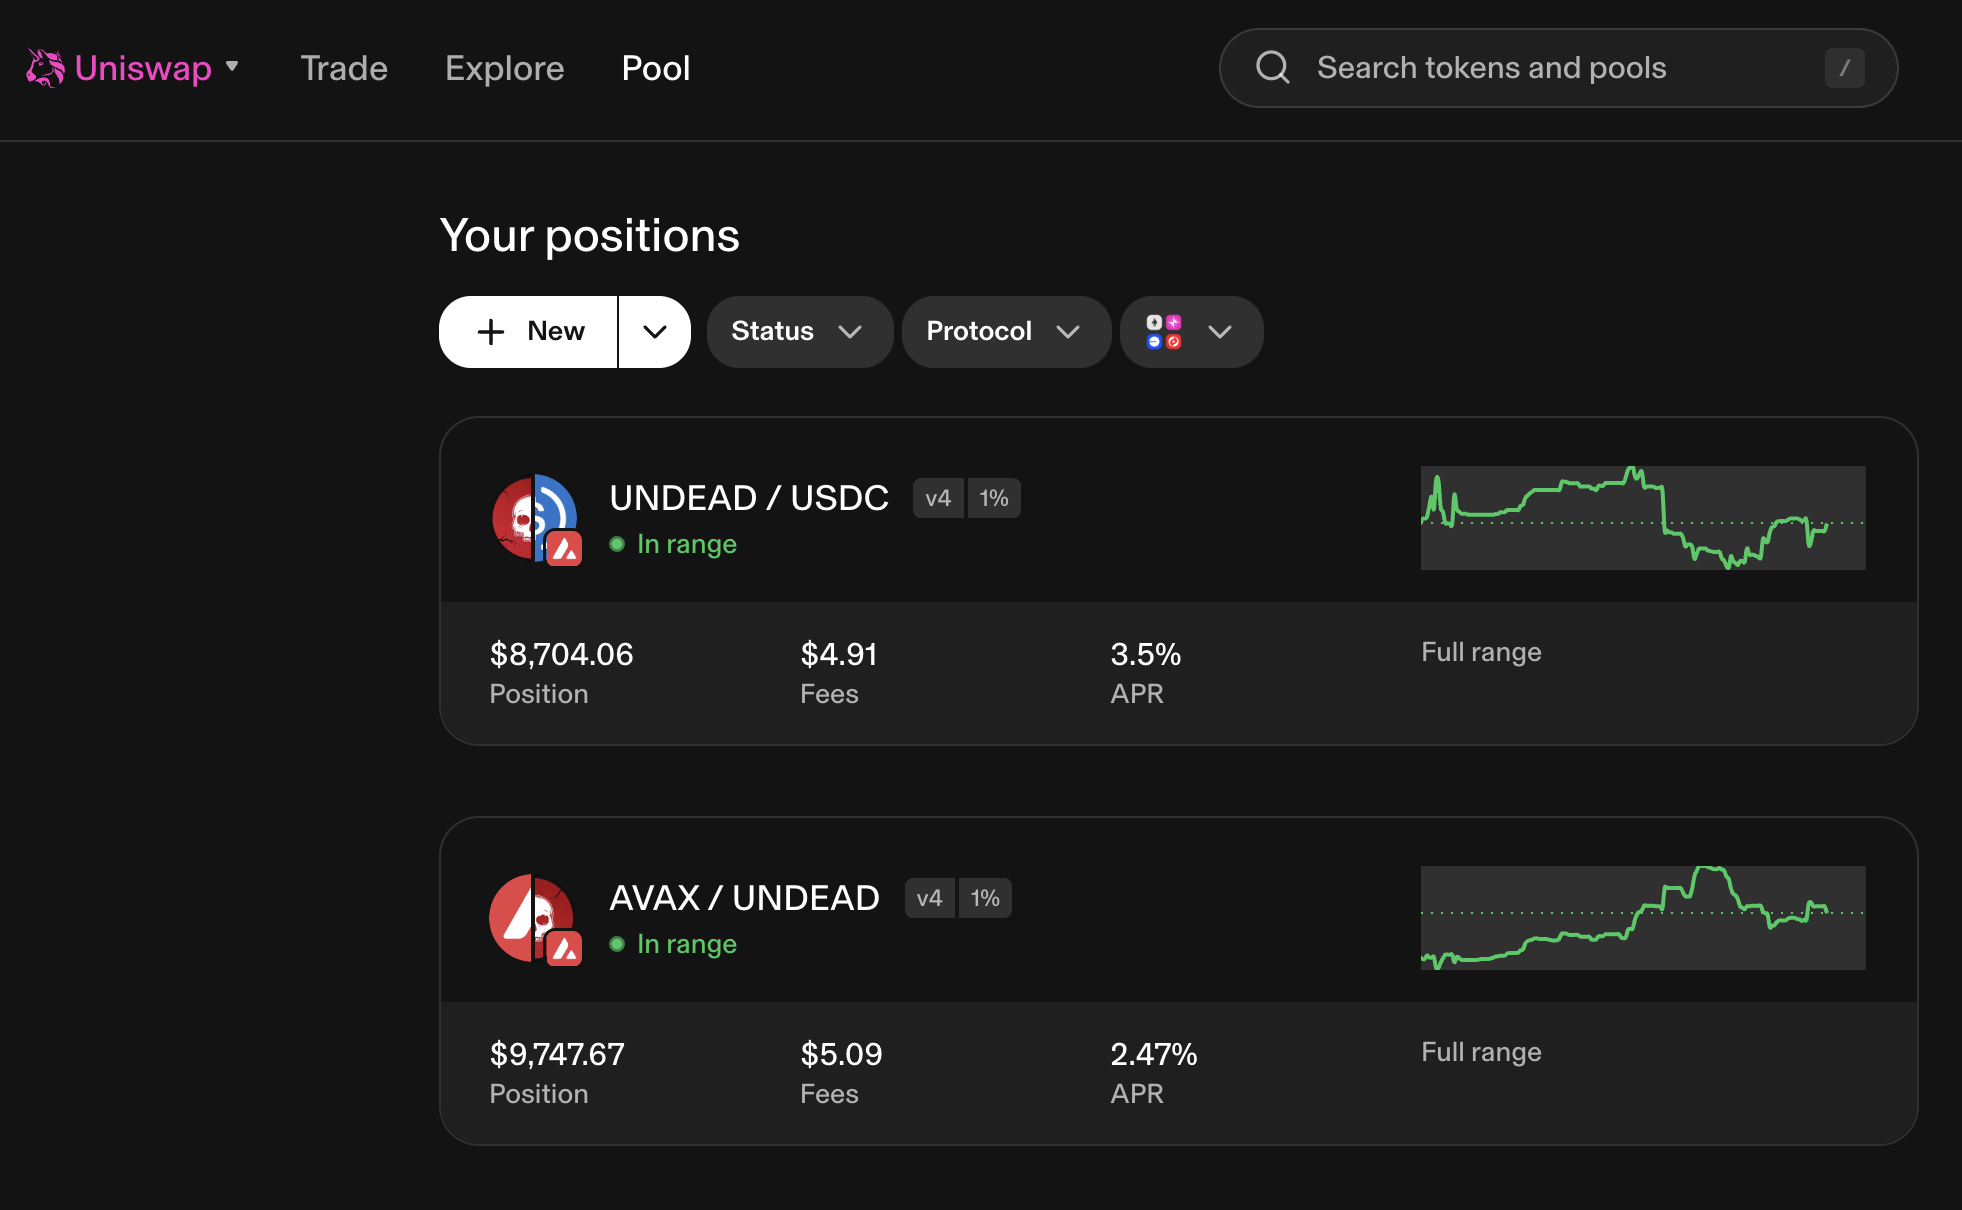 Uniswap Trade Explore Pool Search tokens and pools /
Your positions
New Status Protocol
UNDEAD / USDC v4 1%
In range
$8,704.06 $4.91 3.5% Full range
Position Fees APR
AVAX / UNDEAD v4 1%
In range
$9,747.67 $5.09 2.47% Full range
Position Fees APR